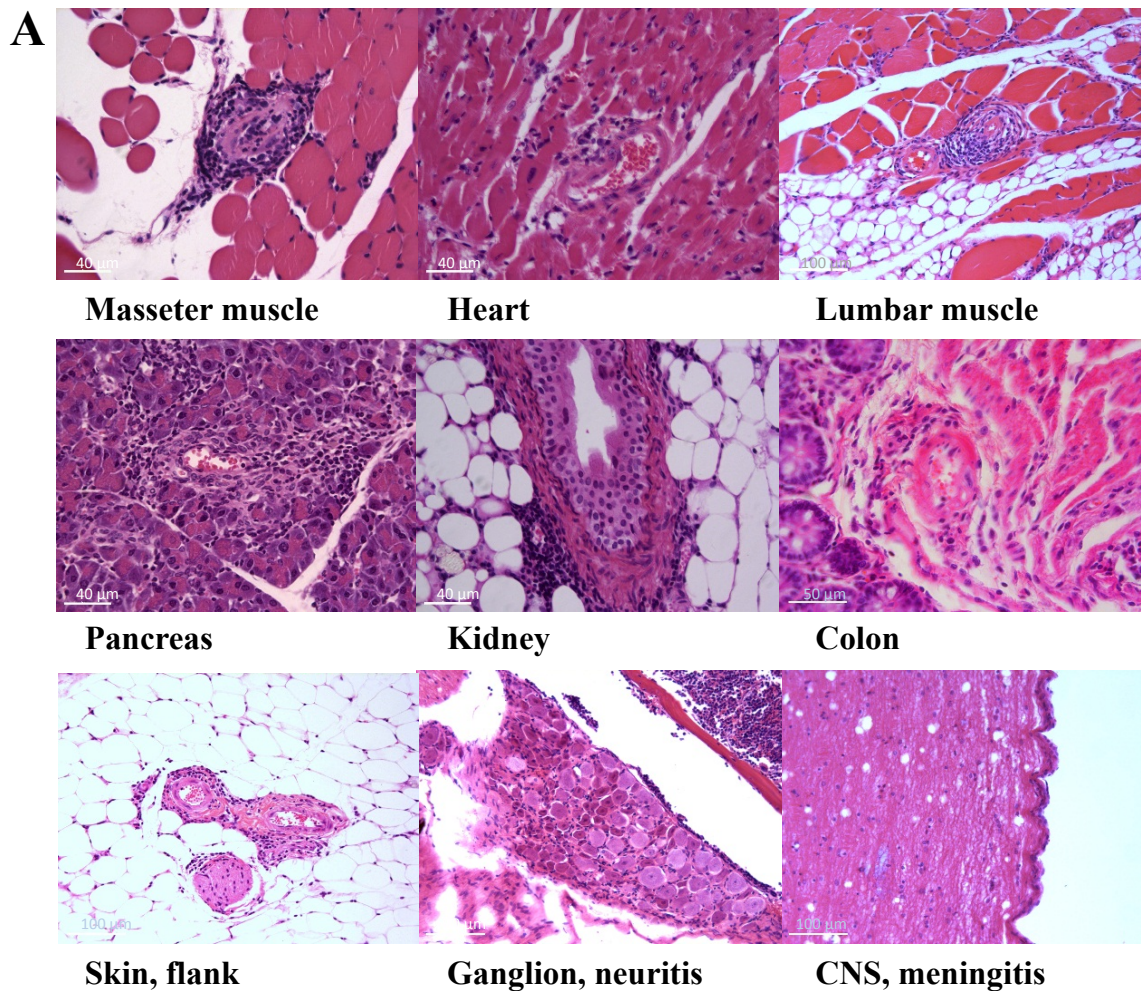 A
40 µm
40 µm
100 µm
Masseter muscle
Heart
Lumbar muscle
40 µm
40 µm
50 µm
Pancreas
Kidney
Colon
100 µm
µm
100 µm
Skin, flank
Ganglion, neuritis
CNS, meningitis